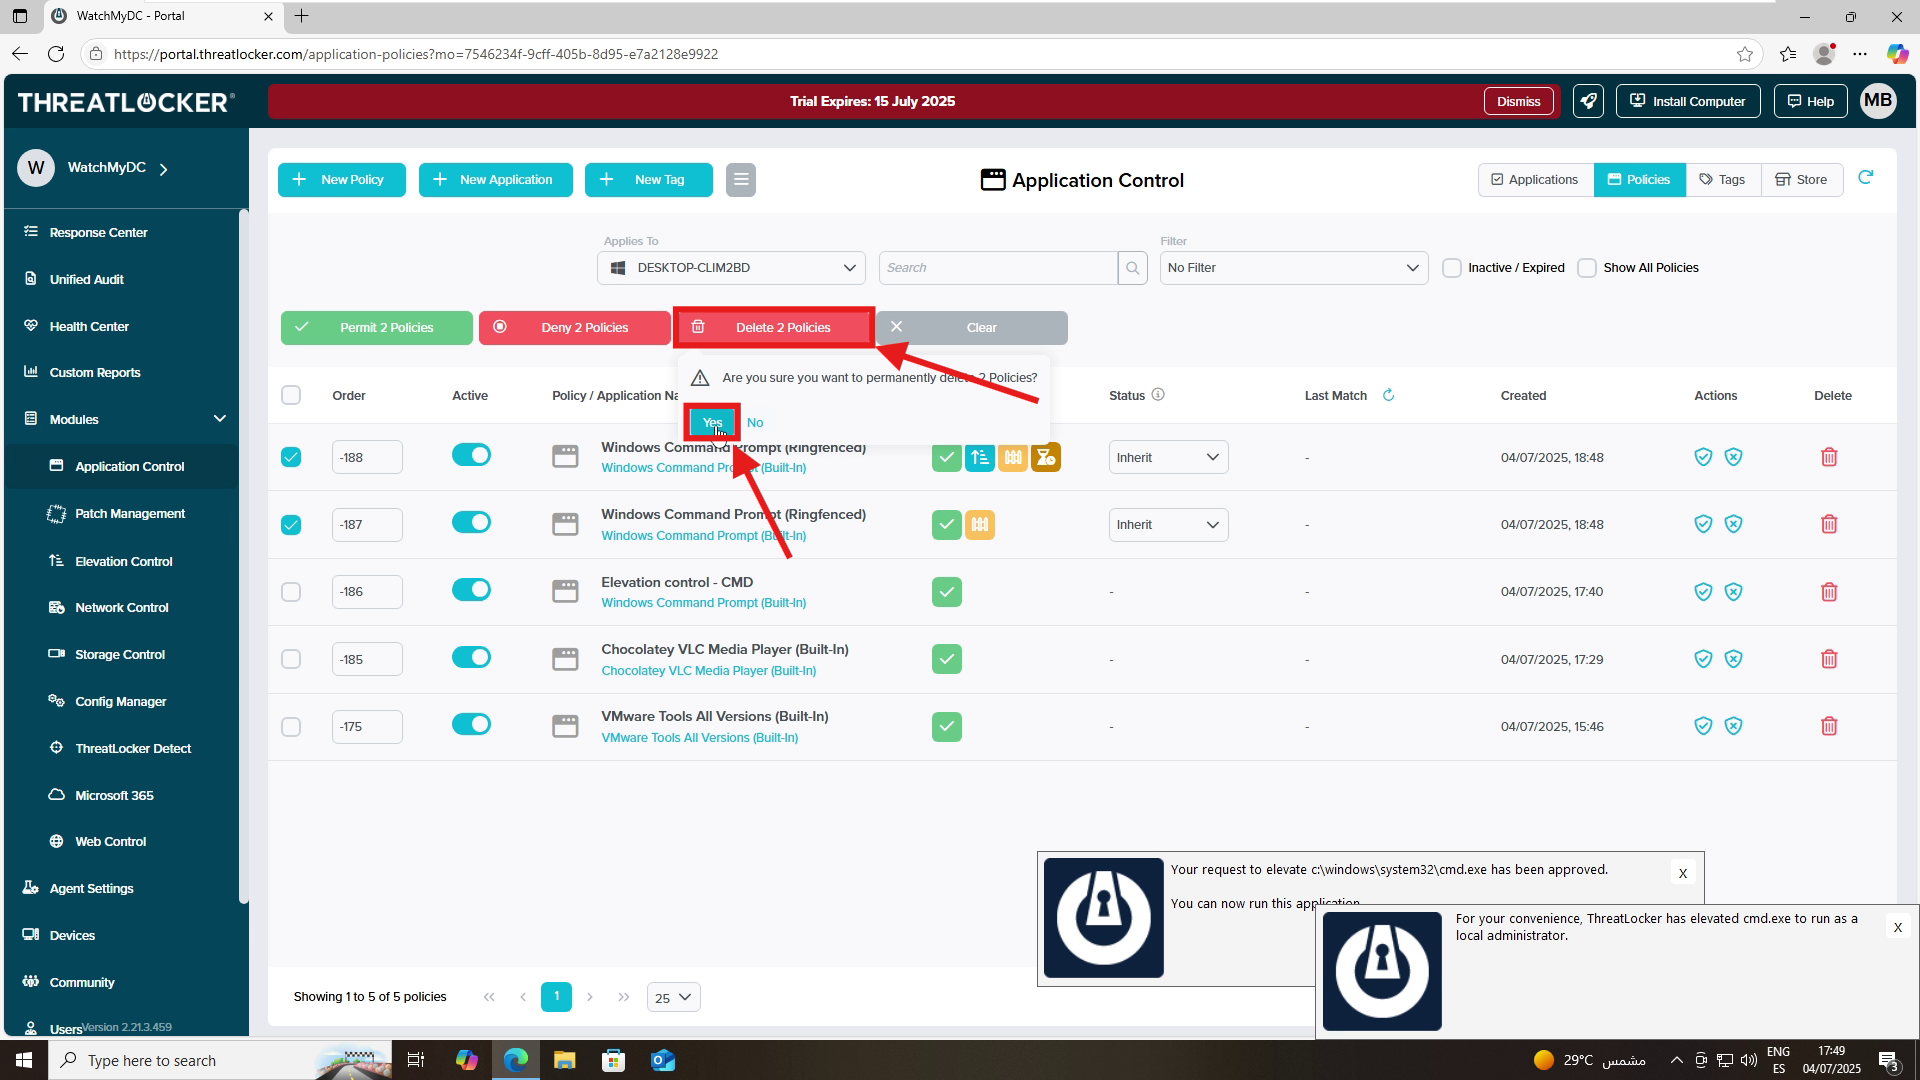 WatchMyDC - Portal
https://portal.threatlocker.com/application-policies?mo=7546234f-9cff-405b-8d95-e7a2128e9922
THREATLOCKER®
Trial Expires: 15 July 2025
Dismiss
Install Computer
Help
MB
W
WatchMyDC
New Policy
New Application
New Tag
Application Control
Applications
Policies
Tags
Store
Response Center
Unified Audit
Health Center
Custom Reports
Modules
Application Control
Patch Management
Elevation Control
Network Control
Storage Control
Config Manager
ThreatLocker Detect
Microsoft 365
Web Control
Agent Settings
Devices
Community
Users
Version 2.21.3.459
Applies To
Filter
DESKTOP-CLIM2BD
Search
No Filter
Inactive / Expired
Show All Policies
Permit 2 Policies
Deny 2 Policies
Delete 2 Policies
Clear
Are you sure you want to permanently delete 2 Policies?
Yes
No
Order
Active
Policy / Application Na
Status
Last Match
Created
Actions
Delete
-188
Windows Command Prompt (Ringfenced)
Windows Command Prompt (Built-In)
Inherit
-
04/07/2025, 18:48
-187
Windows Command Prompt (Ringfenced)
Windows Command Prompt (Built-In)
Inherit
-
04/07/2025, 18:48
-186
Elevation control - CMD
Windows Command Prompt (Built-In)
-
-
04/07/2025, 17:40
-185
Chocolatey VLC Media Player (Built-In)
Chocolatey VLC Media Player (Built-In)
-
-
04/07/2025, 17:29
-175
VMware Tools All Versions (Built-In)
VMware Tools All Versions (Built-In)
-
-
04/07/2025, 15:46
Showing 1 to 5 of 5 policies
1
25
Your request to elevate c:\windows\system32\cmd.exe has been approved.
You can now run this application
X
For your convenience, ThreatLocker has elevated cmd.exe to run as a
local administrator.
X
Type here to search
29°C مشمس
ENG
ES
17:49
04/07/2025
3